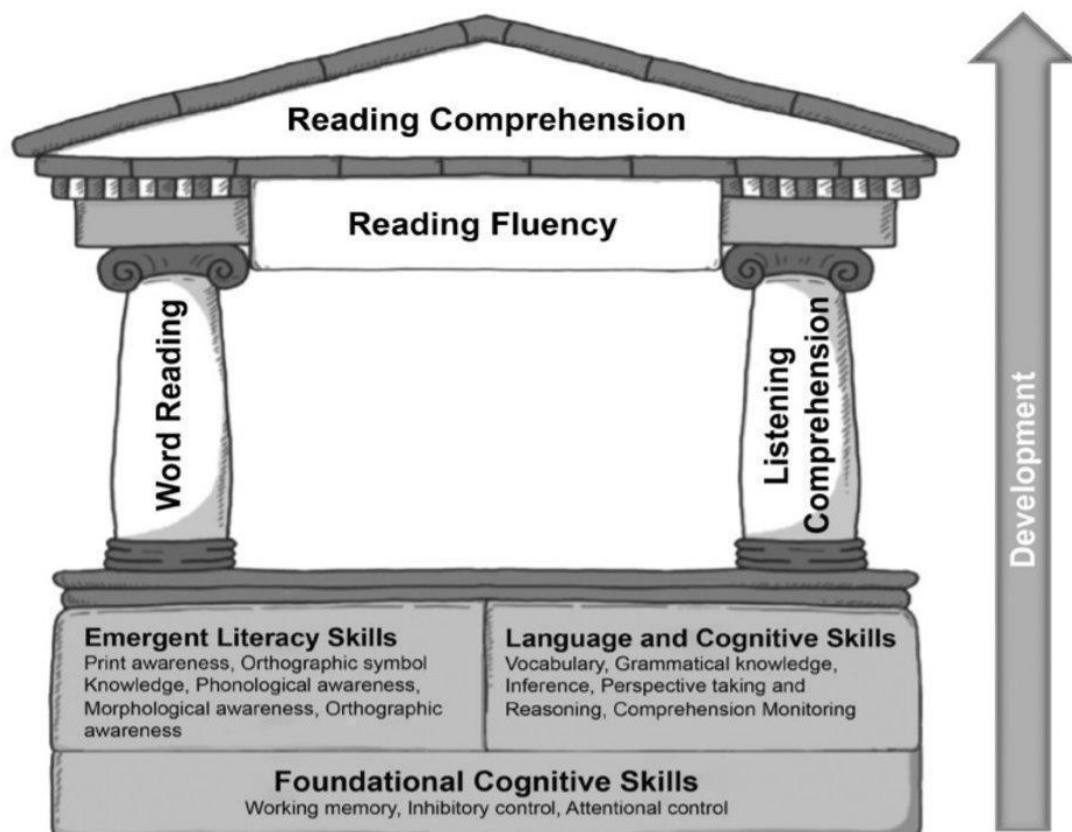 Reading Comprehension
Reading Fluency
Word Reading
Listening
Comprehension
Development
Emergent Literacy Skills
Print awareness, Orthographic symbol
Knowledge, Phonological awareness,
Morphological awareness, Orthographic
awareness
Language and Cognitive Skills
Vocabulary, Grammatical knowledge,
Inference, Perspective taking and
Reasoning, Comprehension Monitoring
Foundational Cognitive Skills
Working memory, Inhibitory control, Attentional control